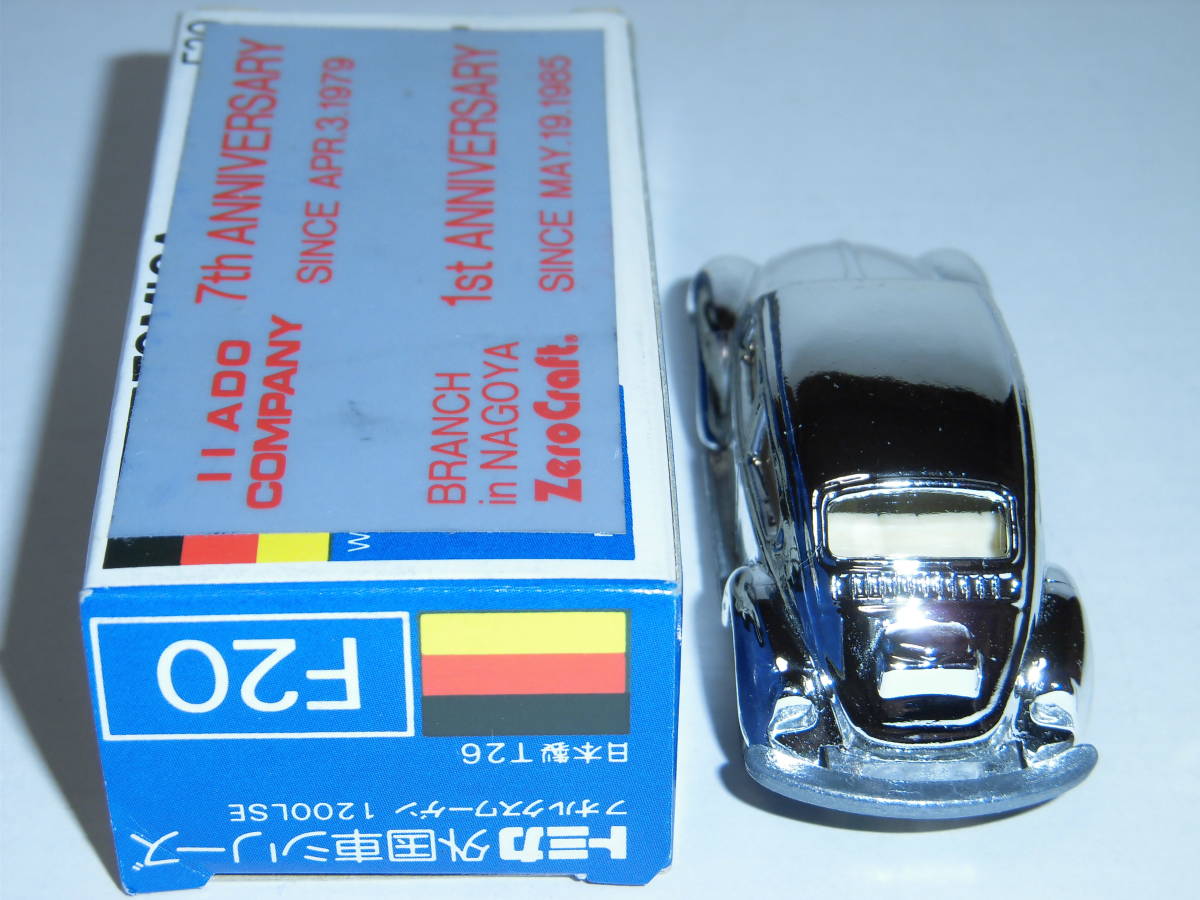 11 ADO COMPANY
7th ANNIVERSARY
SINCE APR.3.1979
BRANCH in NAGOYA
1st ANNIVERSARY
ZeroCraft.
SINCE MAY.19.1985
F20
日本製 T26
フォルクスワーゲン 1200LSE
トミカ外国車シリーズ